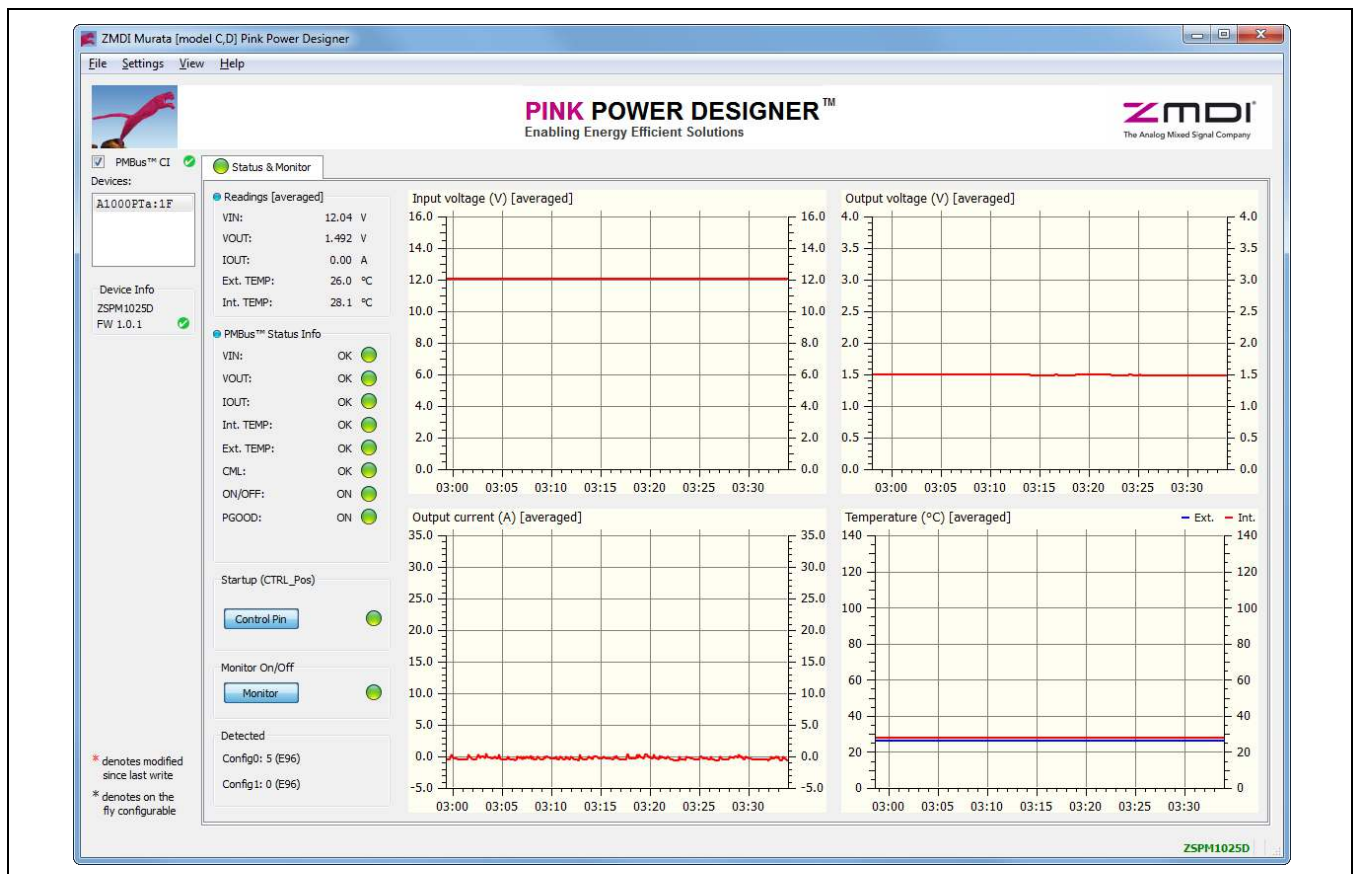 ZMDI Murata [model C,D] Pink Power Designer
File Settings View Help
PINK POWER DESIGNER™
Enabling Energy Efficient Solutions
ZMDI
The Analog Mixed Signal Company
PMBus™ CI
Devices:
A1000PTa:1F
Device Info
ZSPM1025D
FW 1.0.1
* denotes modified
since last write
* denotes on the
fly configurable
Status & Monitor
Readings [averaged]
VIN: 12.04 V
VOUT: 1.492 V
IOUT: 0.00 A
Ext. TEMP: 26.0 °C
Int. TEMP: 28.1 °C
PMBus™ Status Info
VIN: OK
VOUT: OK
IOUT: OK
Int. TEMP: OK
Ext. TEMP: OK
CML: OK
ON/OFF: ON
PGOOD: ON
Startup (CTRL_Pos)
Control Pin
Monitor On/Off
Monitor
Detected
Config0: 5 (E96)
Config1: 0 (E96)
Input voltage (V) [averaged]
16.0 16.0
14.0 14.0
12.0 12.0
10.0 10.0
8.0 8.0
6.0 6.0
4.0 4.0
2.0 2.0
0.0 0.0
03:00 03:05 03:10 03:15 03:20 03:25 03:30
Output voltage (V) [averaged]
4.0 4.0
3.5 3.5
3.0 3.0
2.5 2.5
2.0 2.0
1.5 1.5
1.0 1.0
0.5 0.5
0.0 0.0
03:00 03:05 03:10 03:15 03:20 03:25 03:30
Output current (A) [averaged]
35.0 35.0
30.0 30.0
25.0 25.0
20.0 20.0
15.0 15.0
10.0 10.0
5.0 5.0
0.0 0.0
-5.0 -5.0
03:00 03:05 03:10 03:15 03:20 03:25 03:30
Temperature (°C) [averaged] Ext. Int.
140 140
120 120
100 100
80 80
60 60
40 40
20 20
0 0
03:00 03:05 03:10 03:15 03:20 03:25 03:30
ZSPM1025D